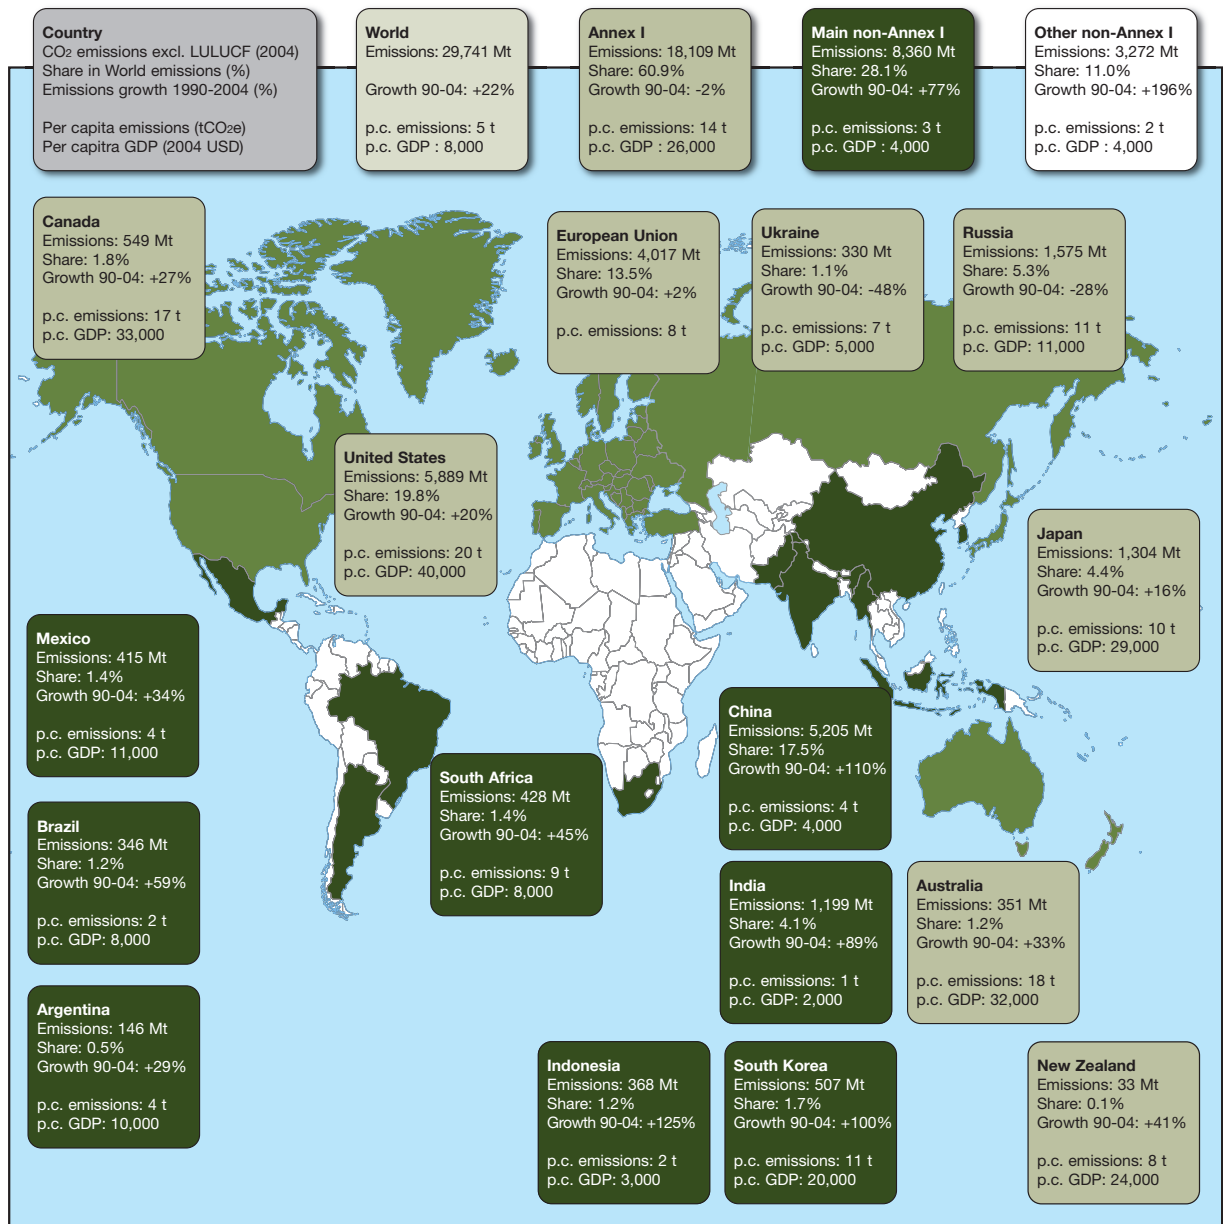 Country
CO2 emissions excl. LULUCF (2004)
Share in World emissions (%)
Emissions growth 1990-2004 (%)
Per capita emissions (tCO2e)
Per capitra GDP (2004 USD)
World
Emissions: 29,741 Mt
Growth 90-04: +22%
p.c. emissions: 5 t
p.c. GDP : 8,000
Annex I
Emissions: 18,109 Mt
Share: 60.9%
Growth 90-04: -2%
p.c. emissions: 14 t
p.c. GDP : 26,000
Main non-Annex I
Emissions: 8,360 Mt
Share: 28.1%
Growth 90-04: +77%
p.c. emissions: 3 t
p.c. GDP : 4,000
Other non-Annex I
Emissions: 3,272 Mt
Share: 11.0%
Growth 90-04: +196%
p.c. emissions: 2 t
p.c. GDP : 4,000
Canada
Emissions: 549 Mt
Share: 1.8%
Growth 90-04: +27%
p.c. emissions: 17 t
p.c. GDP: 33,000
European Union
Emissions: 4,017 Mt
Share: 13.5%
Growth 90-04: +2%
p.c. emissions: 8 t
Ukraine
Emissions: 330 Mt
Share: 1.1%
Growth 90-04: -48%
p.c. emissions: 7 t
p.c. GDP: 5,000
Russia
Emissions: 1,575 Mt
Share: 5.3%
Growth 90-04: -28%
p.c. emissions: 11 t
p.c. GDP: 11,000
United States
Emissions: 5,889 Mt
Share: 19.8%
Growth 90-04: +20%
p.c. emissions: 20 t
p.c. GDP: 40,000
Japan
Emissions: 1,304 Mt
Share: 4.4%
Growth 90-04: +16%
p.c. emissions: 10 t
p.c. GDP: 29,000
Mexico
Emissions: 415 Mt
Share: 1.4%
Growth 90-04: +34%
p.c. emissions: 4 t
p.c. GDP: 11,000
China
Emissions: 5,205 Mt
Share: 17.5%
Growth 90-04: +110%
p.c. emissions: 4 t
p.c. GDP: 4,000
South Africa
Emissions: 428 Mt
Share: 1.4%
Growth 90-04: +45%
p.c. emissions: 9 t
p.c. GDP: 8,000
Brazil
Emissions: 346 Mt
Share: 1.2%
Growth 90-04: +59%
p.c. emissions: 2 t
p.c. GDP: 8,000
India
Emissions: 1,199 Mt
Share: 4.1%
Growth 90-04: +89%
p.c. emissions: 1 t
p.c. GDP: 2,000
Australia
Emissions: 351 Mt
Share: 1.2%
Growth 90-04: +33%
p.c. emissions: 18 t
p.c. GDP: 32,000
Argentina
Emissions: 146 Mt
Share: 0.5%
Growth 90-04: +29%
p.c. emissions: 4 t
p.c. GDP: 10,000
Indonesia
Emissions: 368 Mt
Share: 1.2%
Growth 90-04: +125%
p.c. emissions: 2 t
p.c. GDP: 3,000
South Korea
Emissions: 507 Mt
Share: 1.7%
Growth 90-04: +100%
p.c. emissions: 11 t
p.c. GDP: 20,000
New Zealand
Emissions: 33 Mt
Share: 0.1%
Growth 90-04: +41%
p.c. emissions: 8 t
p.c. GDP: 24,000